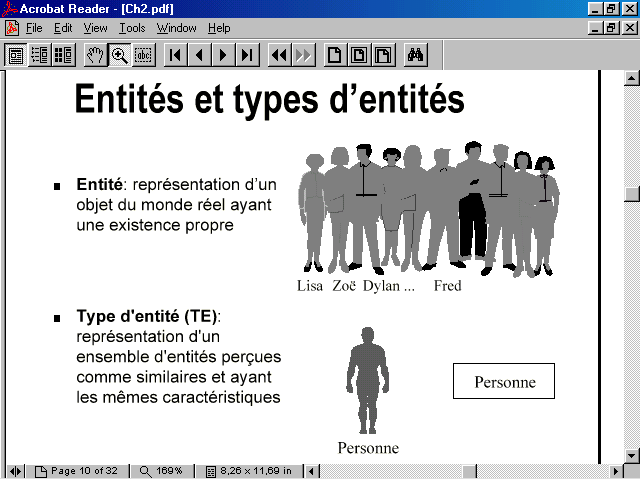 Acrobat Reader - [Ch2.pdf]
File Edit View Tools Window Help
abc
Entités et types d'entités
Entité: représentation d'un
objet du monde réel ayant
une existence propre
Lisa Zoë Dylan ... Fred
Type d'entité (TE):
représentation d'un
ensemble d'entités perçues
comme similaires et ayant
les mêmes caractéristiques
Personne
Personne
Page 10 of 32 169% 8,26 x 11,69 in